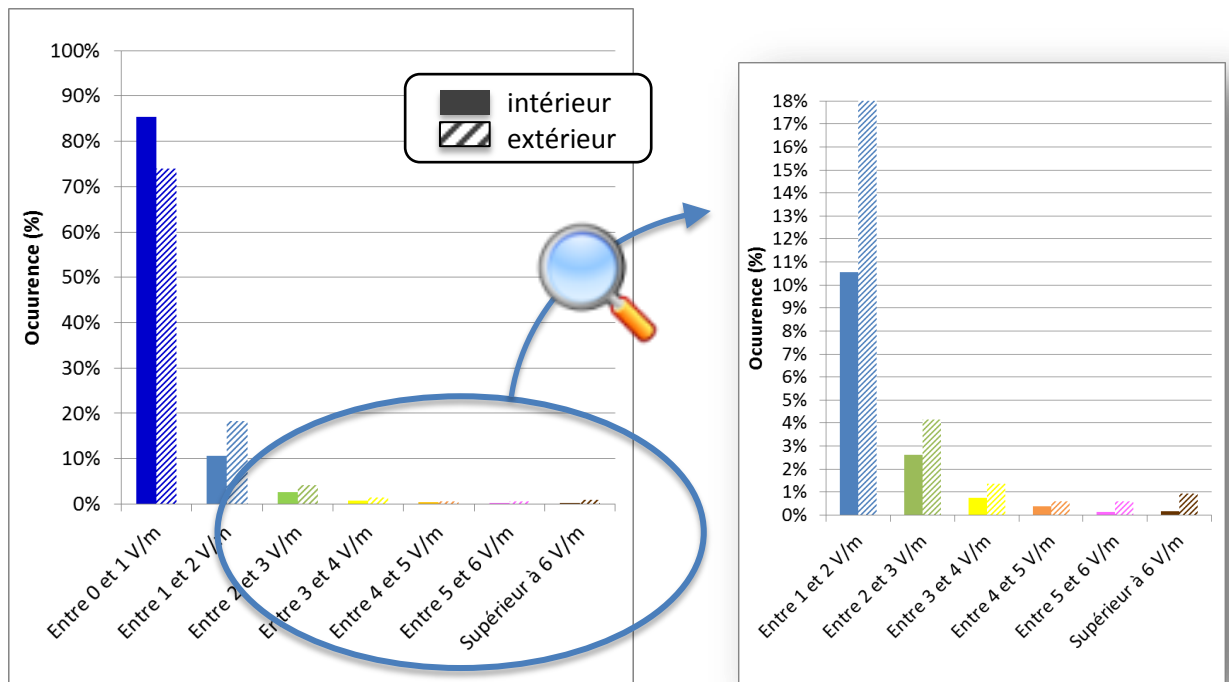 100%
90%
80%
70%
60%
50%
40%
30%
20%
10%
0%
Ocuurence (%)
Entre 0 et 1 V/m
Entre 1 et 2 V/m
Entre 2 et 3 V/m
Entre 3 et 4 V/m
Entre 4 et 5 V/m
Entre 5 et 6 V/m
Supérieur à 6 V/m
intérieur
extérieur
18%
17%
16%
15%
14%
13%
12%
11%
10%
9%
8%
7%
6%
5%
4%
3%
2%
1%
0%
Ocuurence (%)
Entre 1 et 2 V/m
Entre 2 et 3 V/m
Entre 3 et 4 V/m
Entre 4 et 5 V/m
Entre 5 et 6 V/m
Supérieur à 6 V/m